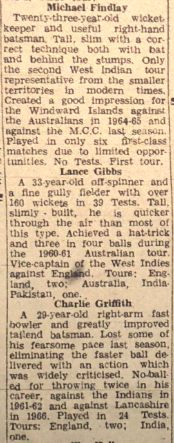 Michael Findlay
Twenty-three-year-old wicket
keeper and useful right-hand
batsman. Tall, slim with a cor-
rect technique both with bat
and behind the stumps. Only
the second West Indian tour
representative from the smaller
territories in modern times.
Created a good impression for
the Windward Islands against
the Australians in 1964-65 and
against the M.C.C. last season.
Played in only six first-class
matches due to limited oppor-
tunities. No Tests. First tour.
Lance Gibbs
A 33-year-old off-spinner and
a fine gully fielder with over
160 wickets in 39 Tests. Tall,
slimly - built, he is quicker
through the air than most of
this type. Achieved a hat-trick
and three in four balls during
the 1960-61 Australian tour.
Vice-captain of the West Indies
against England. Tours: Eng-
land, two; Australia, India-
Pakistan, one.
Charlie Griffith
A 29-year-old right-arm fast
bowler and greatly improved
tailend batsman. Lost some of
his fearsome pace last season,
eliminating the faster ball de-
livered with an action which
was widely criticised. No-ball-
ed for throwing twice in his
career, against the Indians in
1961-62 and against Lancashire
in 1966. Played in 24 Tests.
Tours: England, two; India,
one.